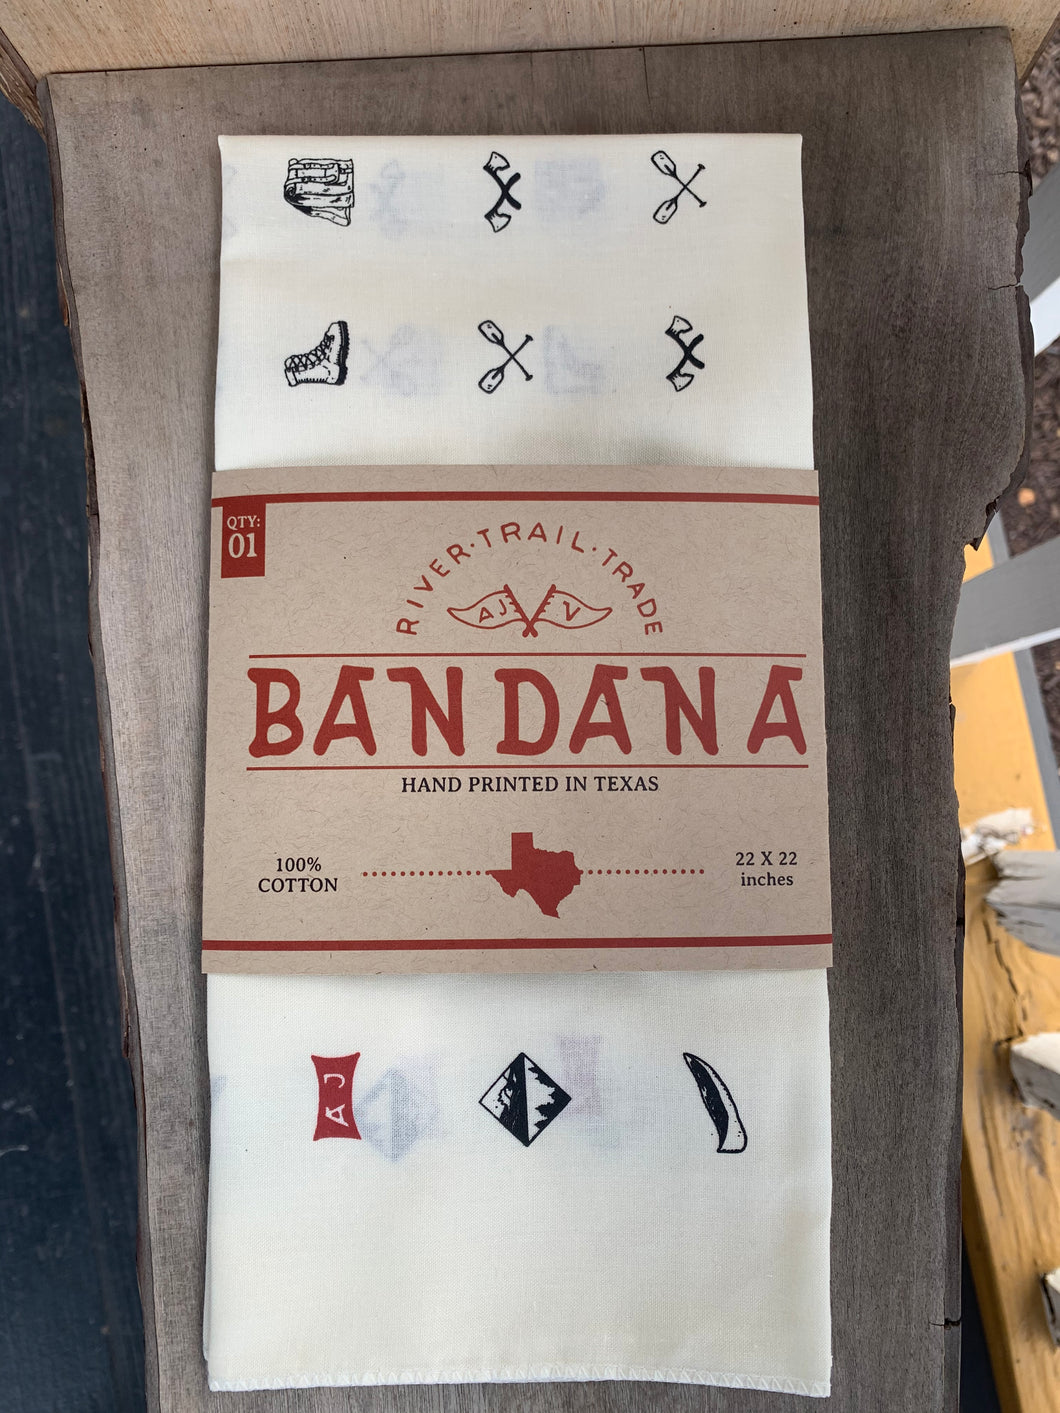 QTY:
01
RIVER·TRAIL·TRADE
AJ V
BANDANA
HAND PRINTED IN TEXAS
100%
COTTON
22 X 22
inches
AJ